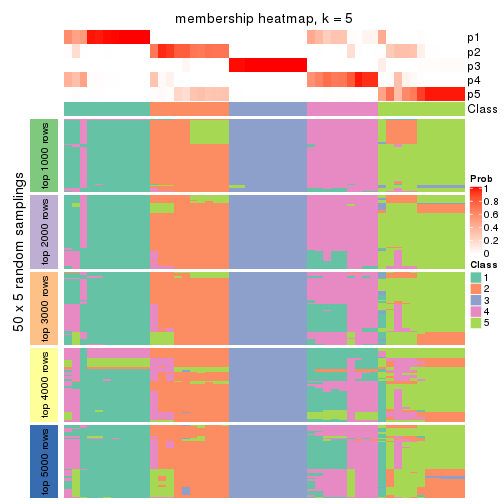 membership heatmap, k = 5
p1
p2
p3
p4
p5
Class
50 x 5 random samplings
top 1000 rows
top 2000 rows
top 3000 rows
top 4000 rows
top 5000 rows
Prob
1
0.8
0.6
0.4
0.2
0
Class
1
2
3
4
5